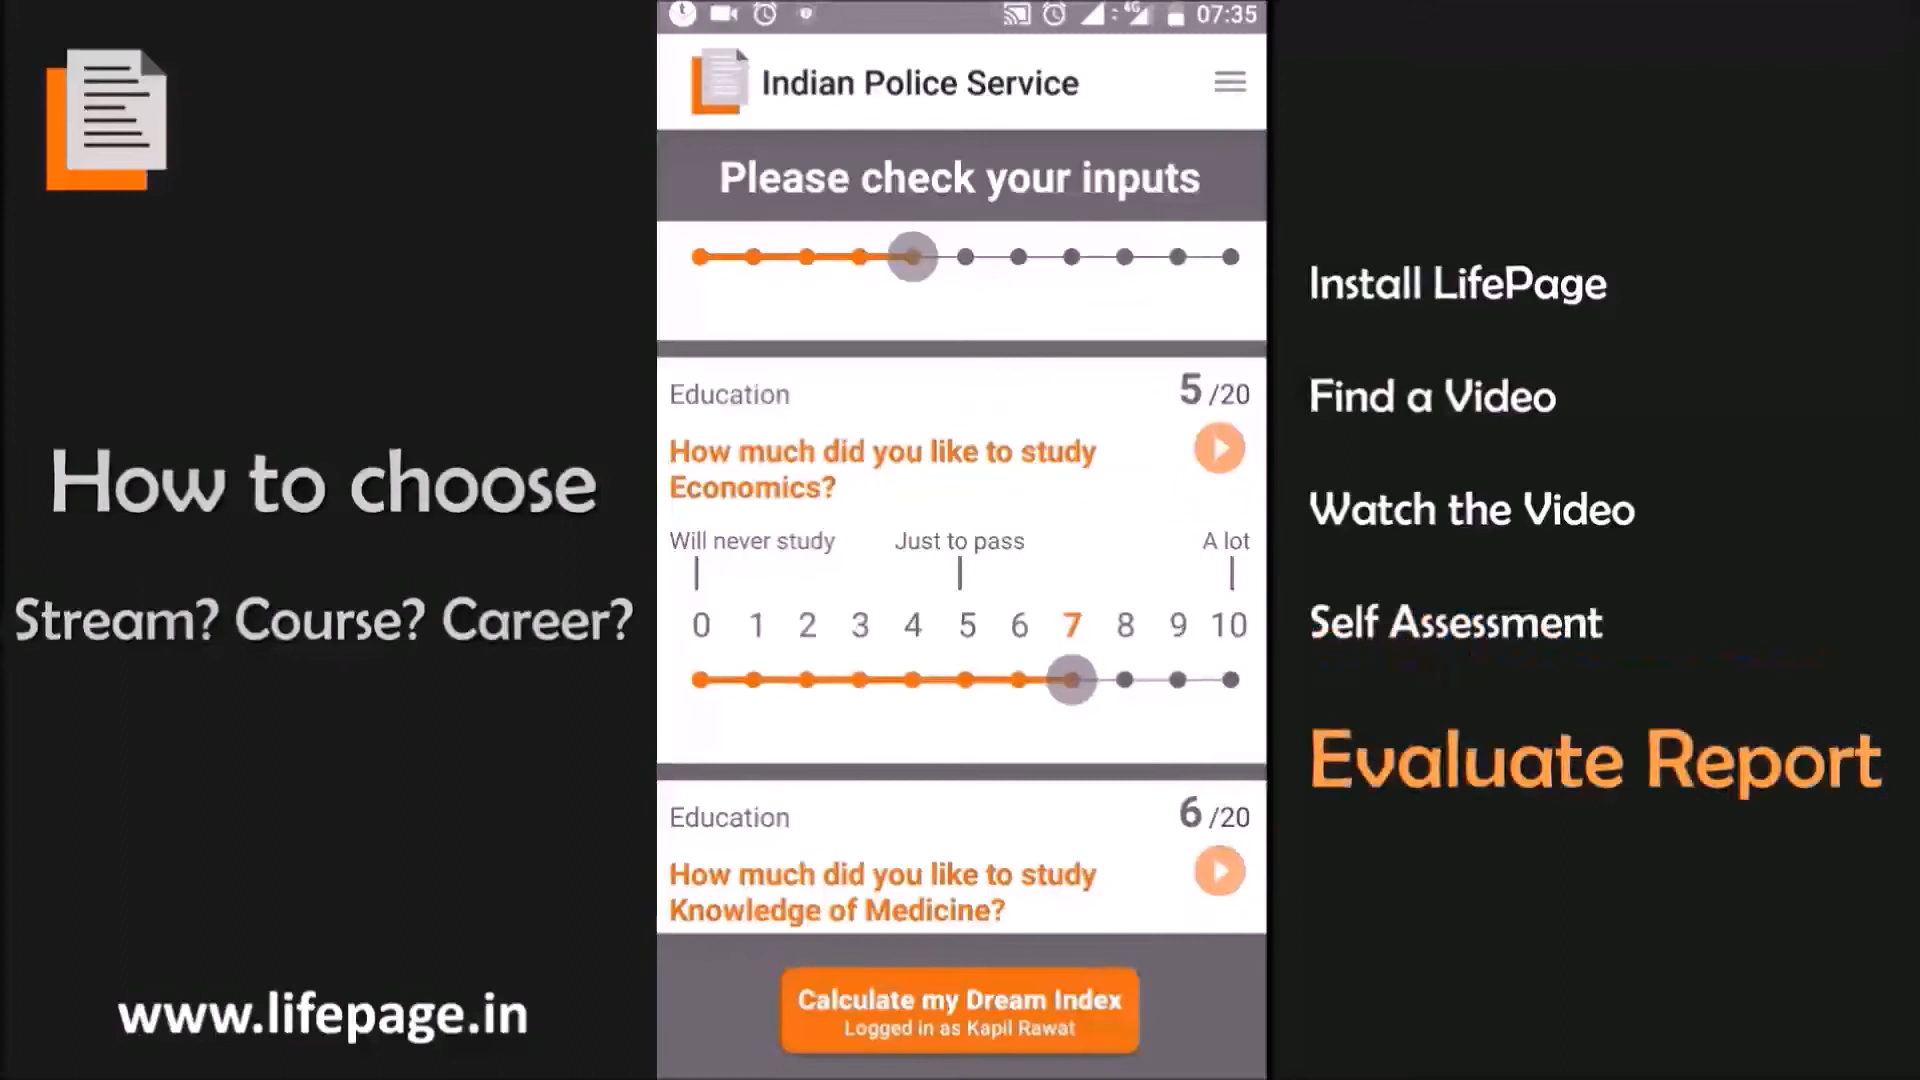 How to choose
Stream? Course? Career?
www.lifepage.in
4G
07:35
Indian Police Service
Please check your inputs
Education
5 /20
How much did you like to study
Economics?
Will never study Just to pass A lot
0 1 2 3 4 5 6 7 8 9 10
Education
6 /20
How much did you like to study
Knowledge of Medicine?
Calculate my Dream Index
Logged in as Kapil Rawat
Install LifePage
Find a Video
Watch the Video
Self Assessment
Evaluate Report